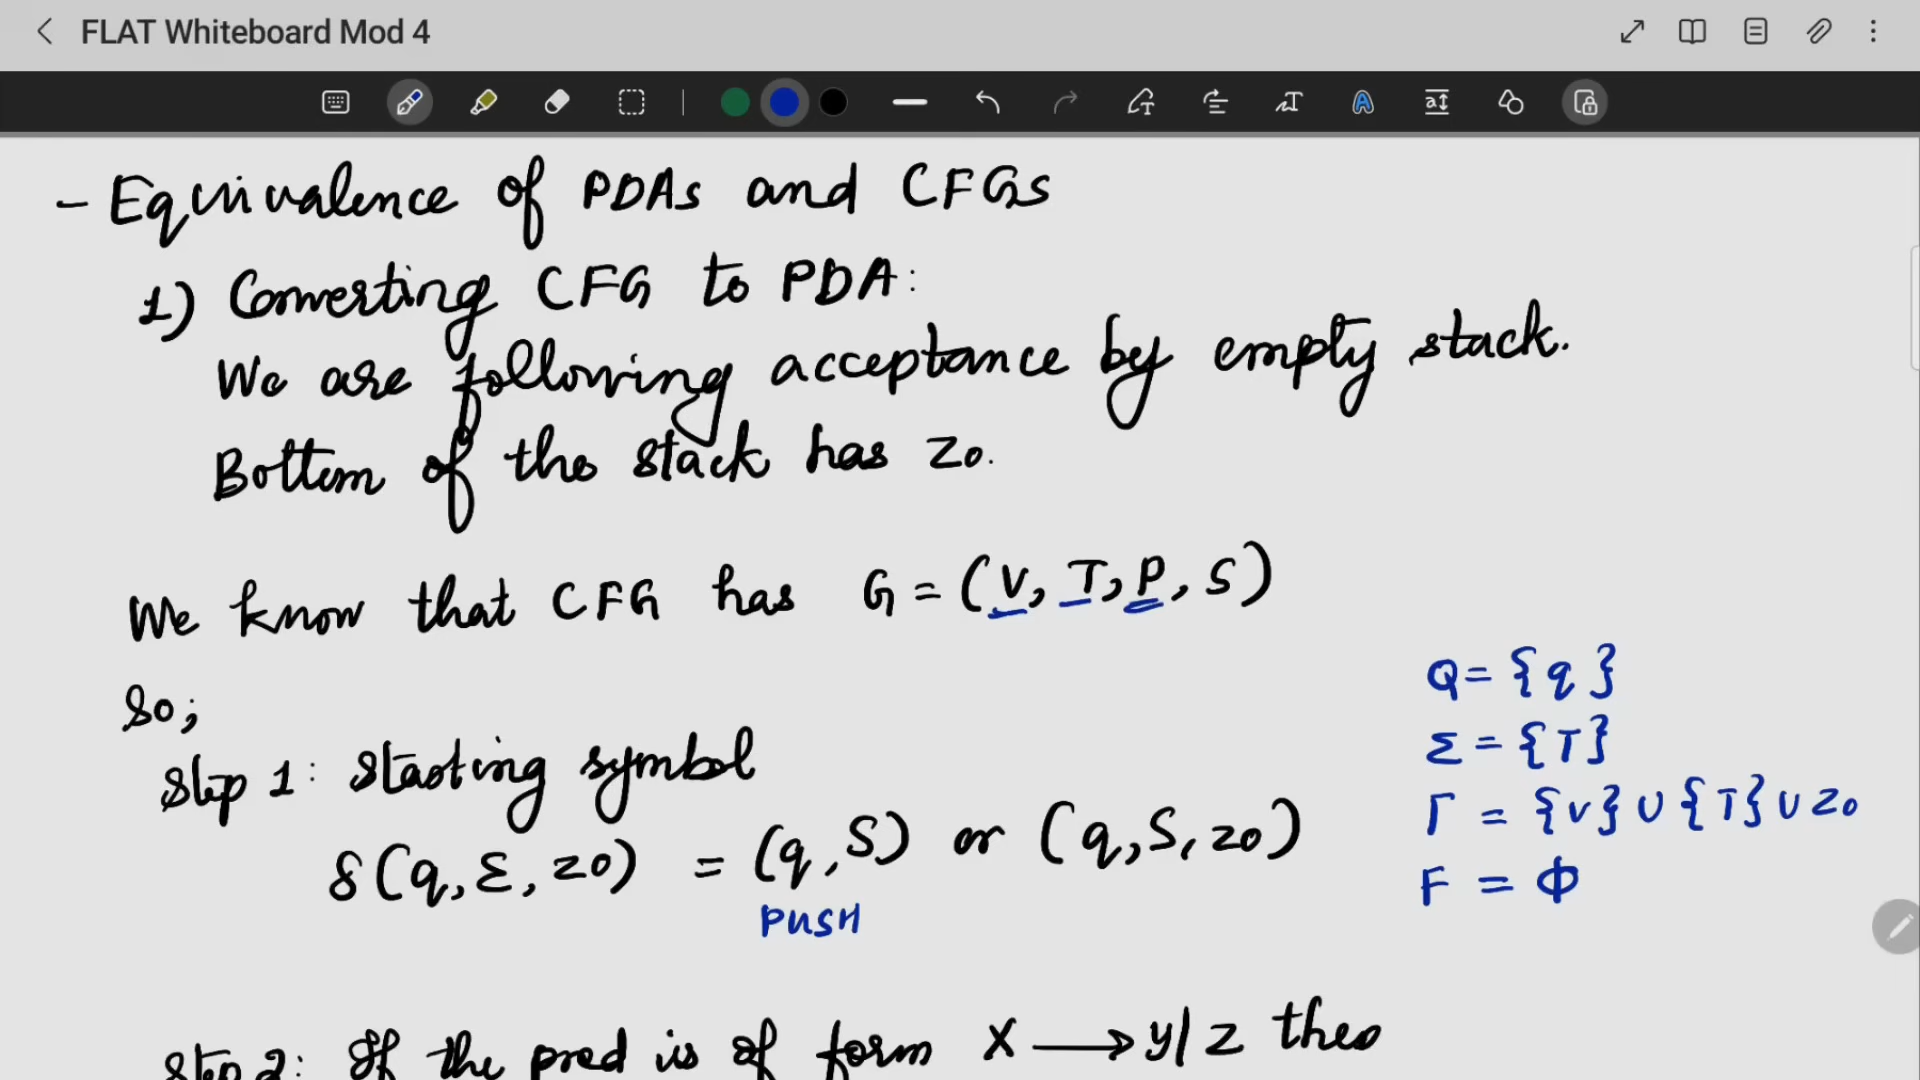 FLAT Whiteboard Mod 4
- Equivalence of PDAs and CFGs
1) Converting CFG to PDA:
We are following acceptance by empty stack.
Bottom of the stack has z0.
We know that CFG has G = (V, T, P, S)
So;
Q = {q}
Σ = {T}
Step 1: Starting symbol
Γ = {V} ∪ {T} ∪ z0
δ(q, ε, z0) = (q, S) or (q, S, z0)
F = Φ
PUSH
Step 2: If the prod is of form X → y/z then